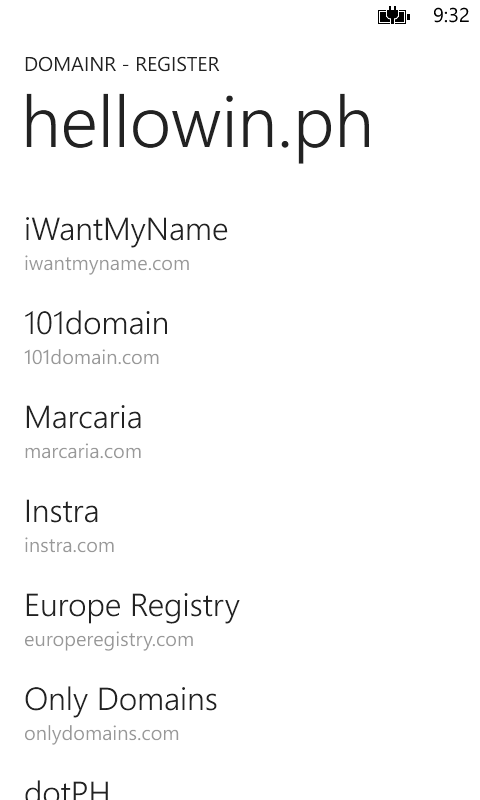 9:32
DOMAINR - REGISTER
hellowin.ph
iWantMyName
iwantmyname.com
101domain
101domain.com
Marcaria
marcaria.com
Instra
instra.com
Europe Registry
europeregistry.com
Only Domains
onlydomains.com
dotPH